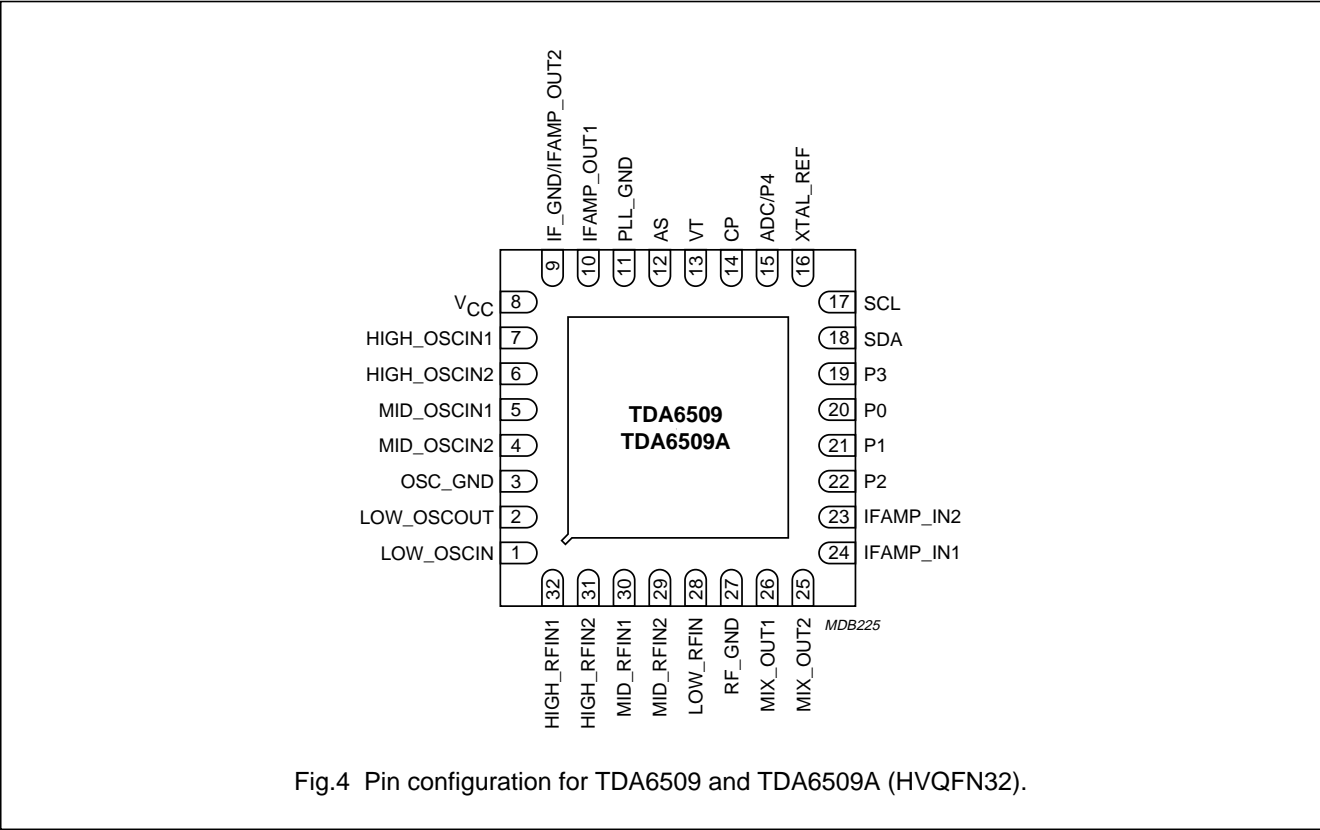 IF_GND/IFAMP_OUT2
IFAMP_OUT1
PLL_GND
AS
VT
CP
ADC/P4
XTAL_REF
9
10
11
12
13
14
15
16
VCC 8
HIGH_OSCIN1 7
HIGH_OSCIN2 6
MID_OSCIN1 5
MID_OSCIN2 4
OSC_GND 3
LOW_OSCOUT 2
LOW_OSCIN 1
TDA6509
TDA6509A
17 SCL
18 SDA
19 P3
20 P0
21 P1
22 P2
23 IFAMP_IN2
24 IFAMP_IN1
32
31
30
29
28
27
26
25
HIGH_RFIN1
HIGH_RFIN2
MID_RFIN1
MID_RFIN2
LOW_RFIN
RF_GND
MIX_OUT1
MIX_OUT2
MDB225
Fig.4 Pin configuration for TDA6509 and TDA6509A (HVQFN32).